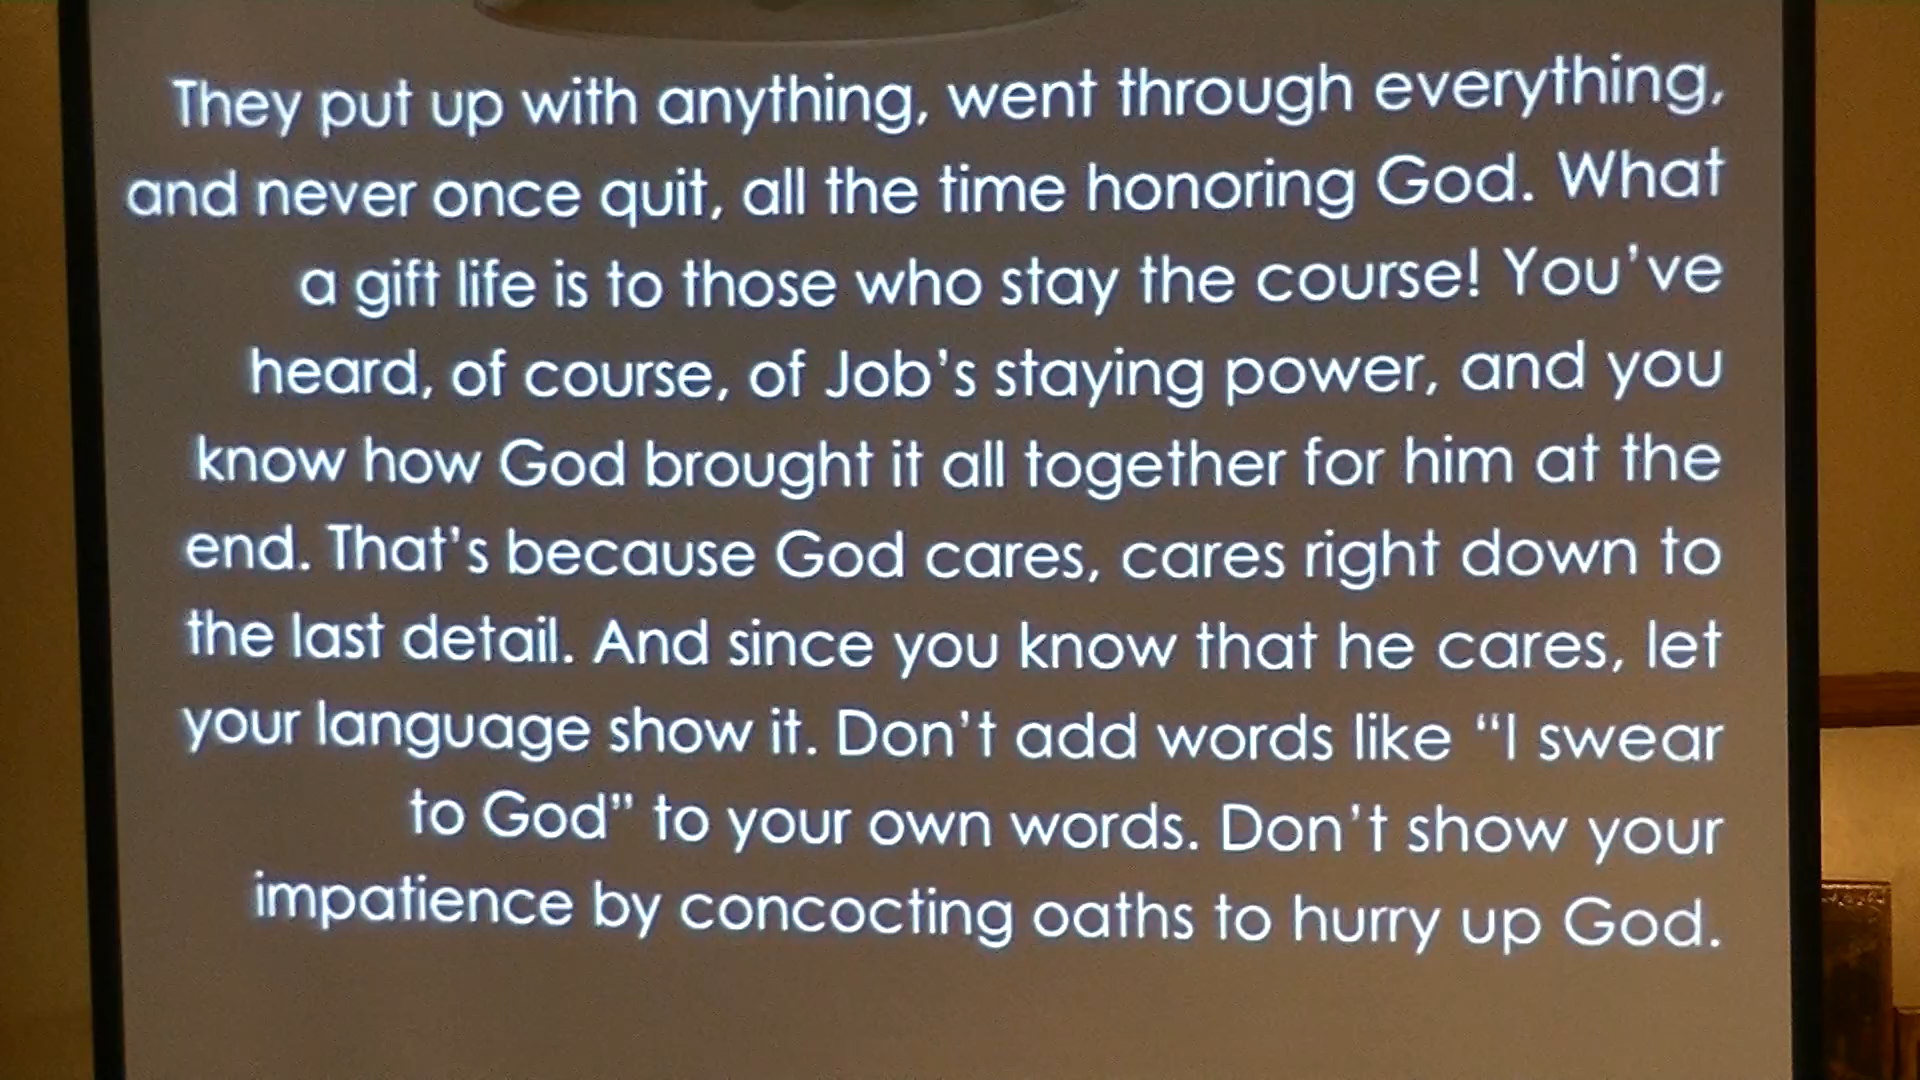 They put up with anything, went through everything,
and never once quit, all the time honoring God. What
a gift life is to those who stay the course! You’ve
heard, of course, of Job’s staying power, and you
know how God brought it all together for him at the
end. That’s because God cares, cares right down to
the last detail. And since you know that he cares, let
your language show it. Don’t add words like “I swear
to God” to your own words. Don’t show your
impatience by concocting oaths to hurry up God.